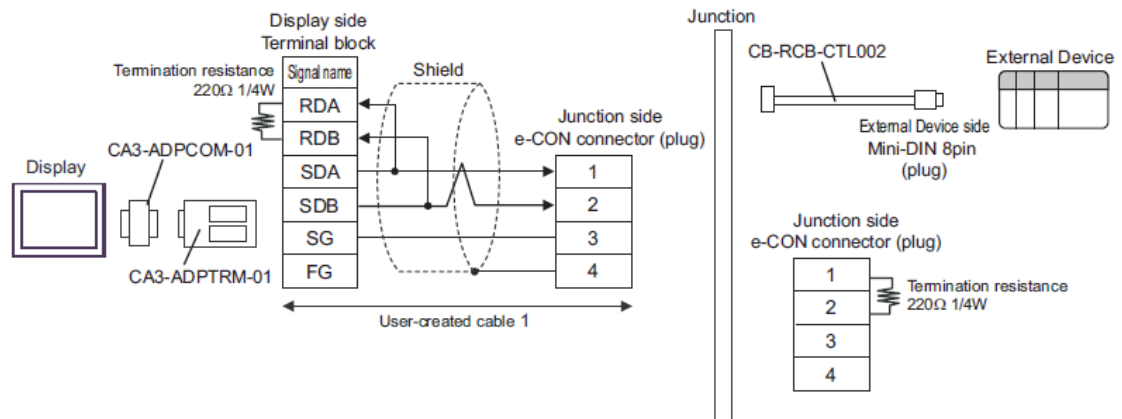 Display side
Terminal block
Termination resistance
220Ω 1/4W
Signal name
RDA
RDB
SDA
SDB
SG
FG
Shield
Junction side
e-CON connector (plug)
1
2
3
4
Display
CA3-ADPCOM-01
CA3-ADPTRM-01
User-created cable 1
Junction
CB-RCB-CTL002
External Device
External Device side
Mini-DIN 8pin
(plug)
Junction side
e-CON connector (plug)
1
2
3
4
Termination resistance
220Ω 1/4W